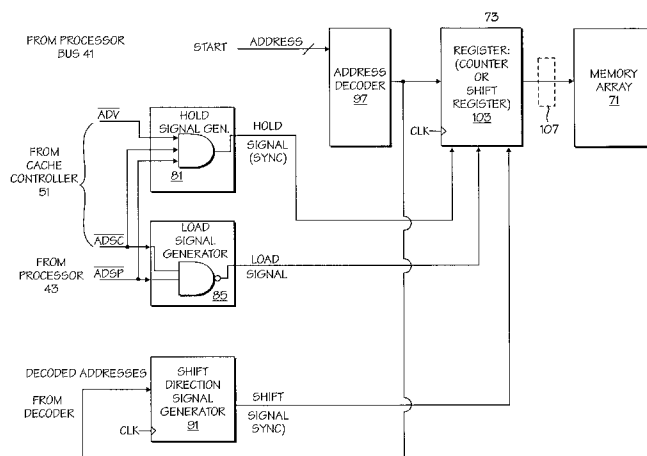 73
FROM PROCESSOR
BUS 41
START ADDRESS
ADDRESS
DECODER
97
REGISTER:
(COUNTER
OR
SHIFT
REGISTER)
103
CLK
107
MEMORY
ARRAY
71
ADV
HOLD
SIGNAL GEN.
81
HOLD
SIGNAL
(SYNC)
FROM
CACHE
CONTROLLER
51
ADSC
LOAD
SIGNAL
GENERATOR
85
LOAD
SIGNAL
FROM
PROCESSOR
43
ADSP
DECODED ADDRESSES
FROM
DECODER
SHIFT
DIRECTION
SIGNAL
GENERATOR
91
CLK
SHIFT
SIGNAL
SYNC)